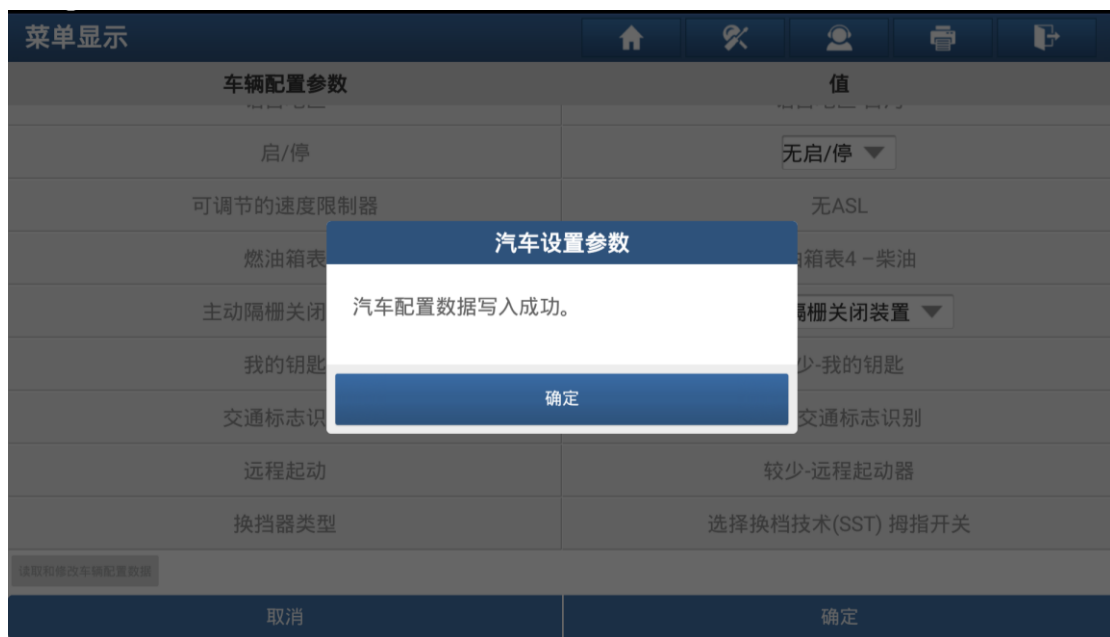 菜单显示
车辆配置参数 值
启/停 无启/停
可调节的速度限制器 无ASL
汽车设置参数
燃油箱表 箱表4 –柴油
汽车配置数据写入成功。
主动隔栅关闭 隔栅关闭装置
我的钥匙 少-我的钥匙
确定
交通标志识 交通标志识别
远程起动 较少-远程起动器
换挡器类型 选择换档技术(SST) 拇指开关
读取和修改车辆配置数据
取消 确定